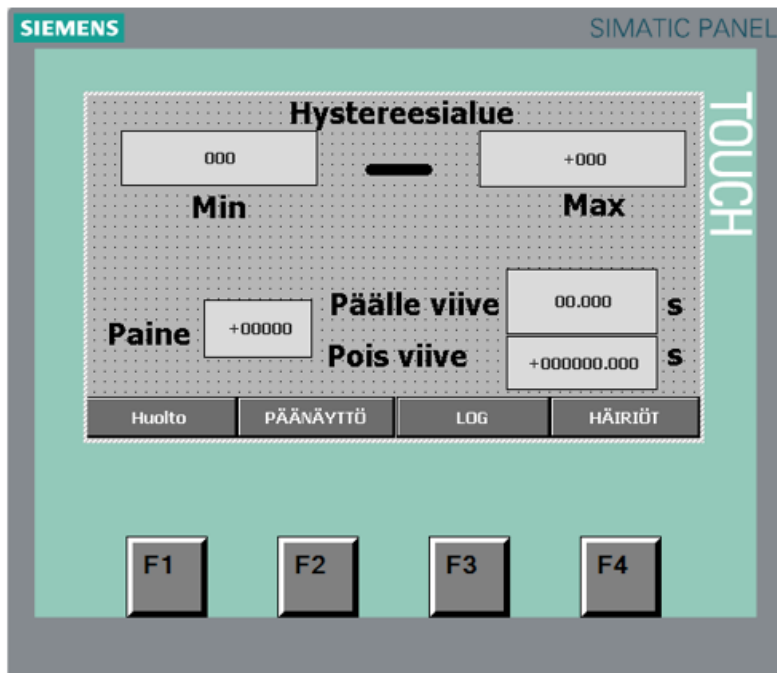 SIEMENS
SIMATIC PANEL
TOUCH
Hystereesialue
000
+000
Min
Max
Päälle viive 00.000 s
Paine +00000
Pois viive +000000.000 s
Huolto PÄÄNÄYTTÖ LOG HÄIRIÖT
F1 F2 F3 F4